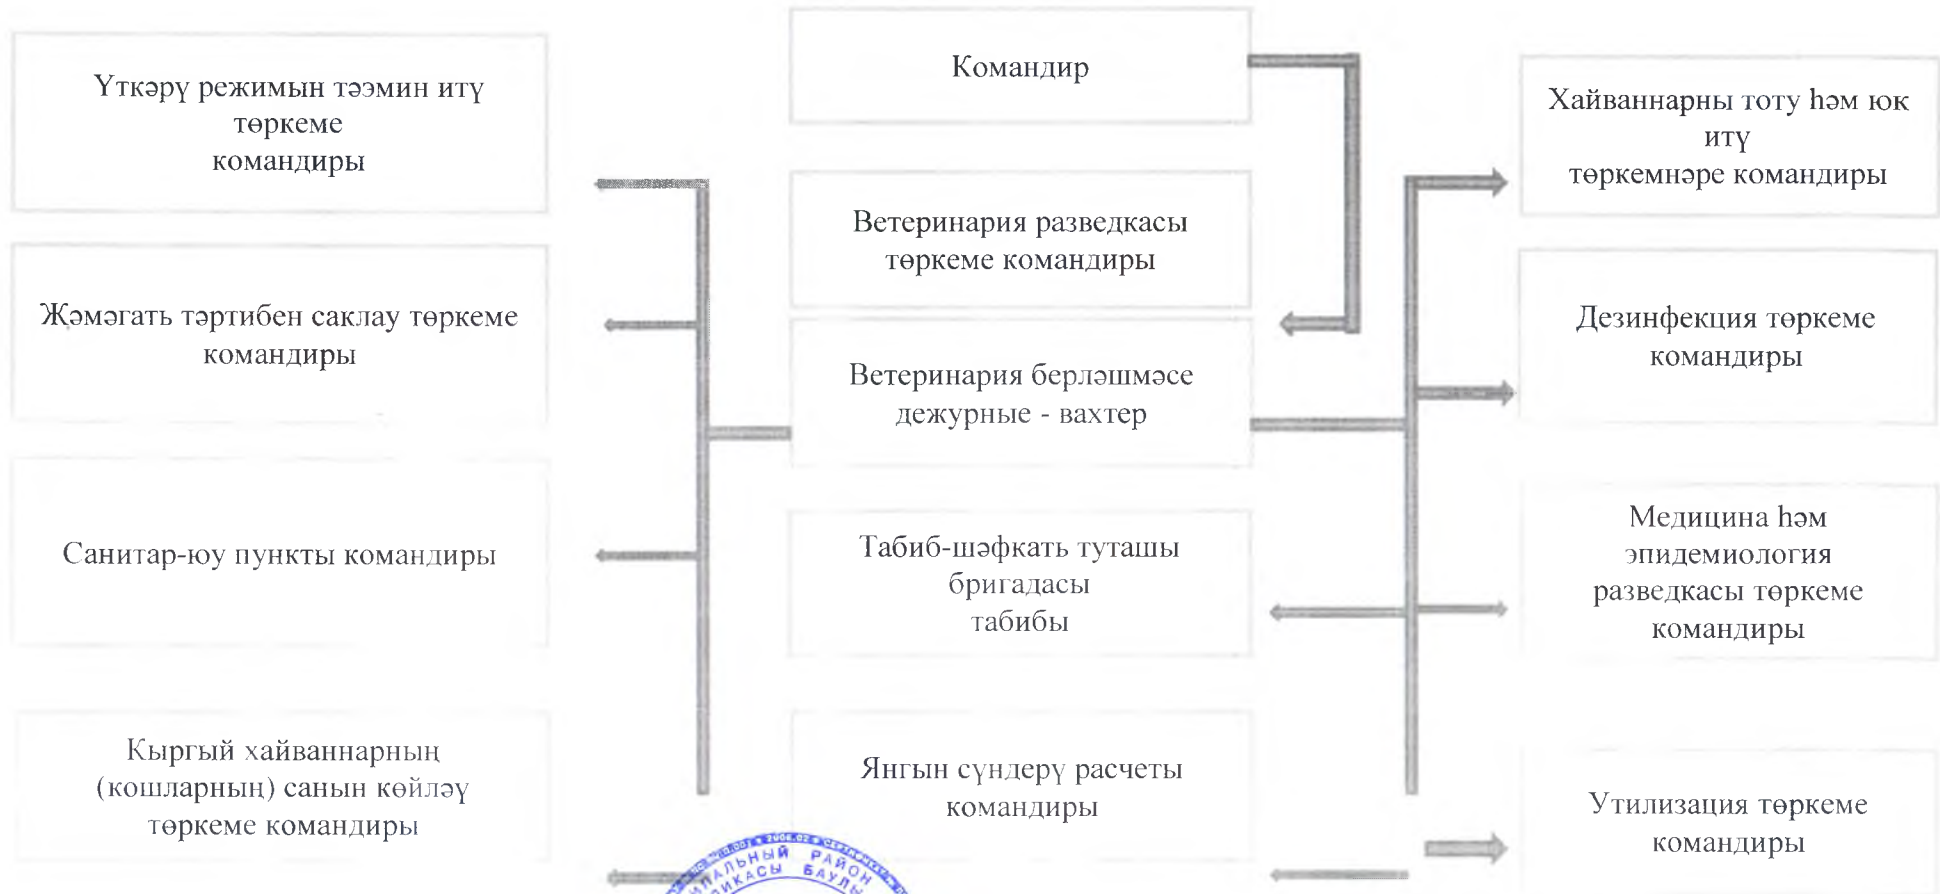 Үткәрү режимын тәэмин итү
төркеме
командиры
Җәмәгать тәртибен саклау төркеме
командиры
Санитар-юу пункты командиры
Кыргый хайваннарның
(кошларның) санын көйләү
төркеме командиры
Командир
Ветеринария разведкасы
төркеме командиры
Ветеринария берләшмәсе
дежурные - вахтер
Табиб-шәфкать туташы
бригадасы
табибы
Янгын сүндерү расчеты
командиры
Хайваннарны тоту һәм юк
итү
төркемнәре командиры
Дезинфекция төркеме
командиры
Медицина һәм
эпидемиология
разведкасы төркеме
командиры
Утилизация төркеме
командиры
РАЙОН
БАУЛЫ